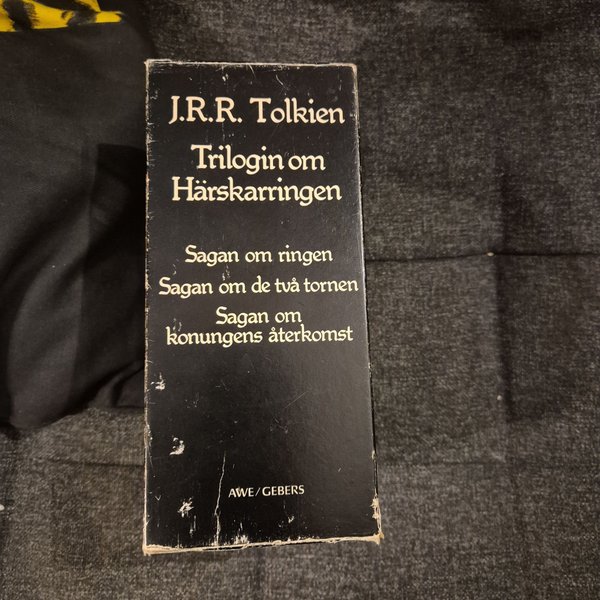 J.R.R. Tolkien
Trilogin om
Härskarringen
Sagan om ringen
Sagan om de två tornen
Sagan om
konungens återkomst
AWE/GEBERS